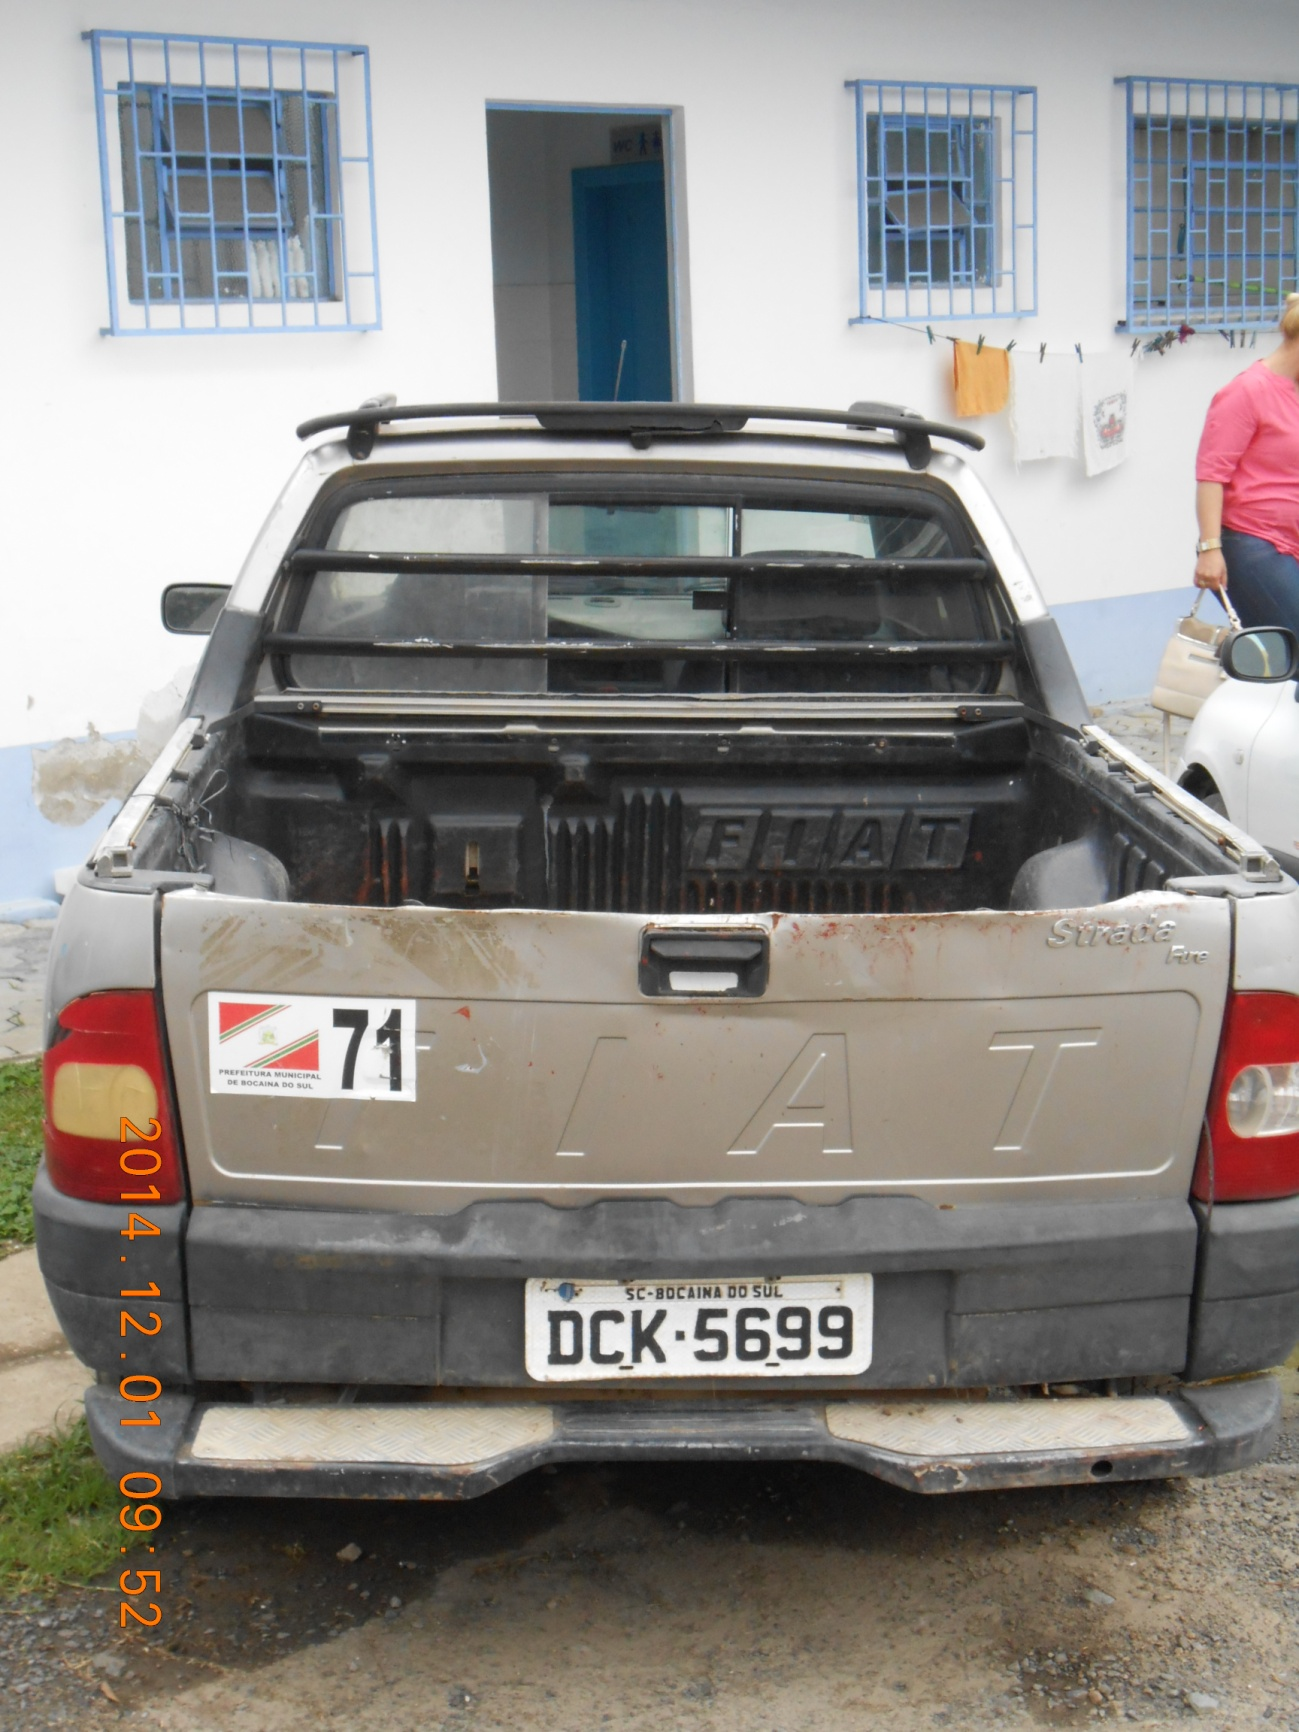 WC
FIAT
Strada
Fire
71
PREFEITURA MUNICIPAL
DE BOCAINA DO SUL
FIAT
SC-BOCAINA DO SUL
DCK·5699
2014.12.01 09:52